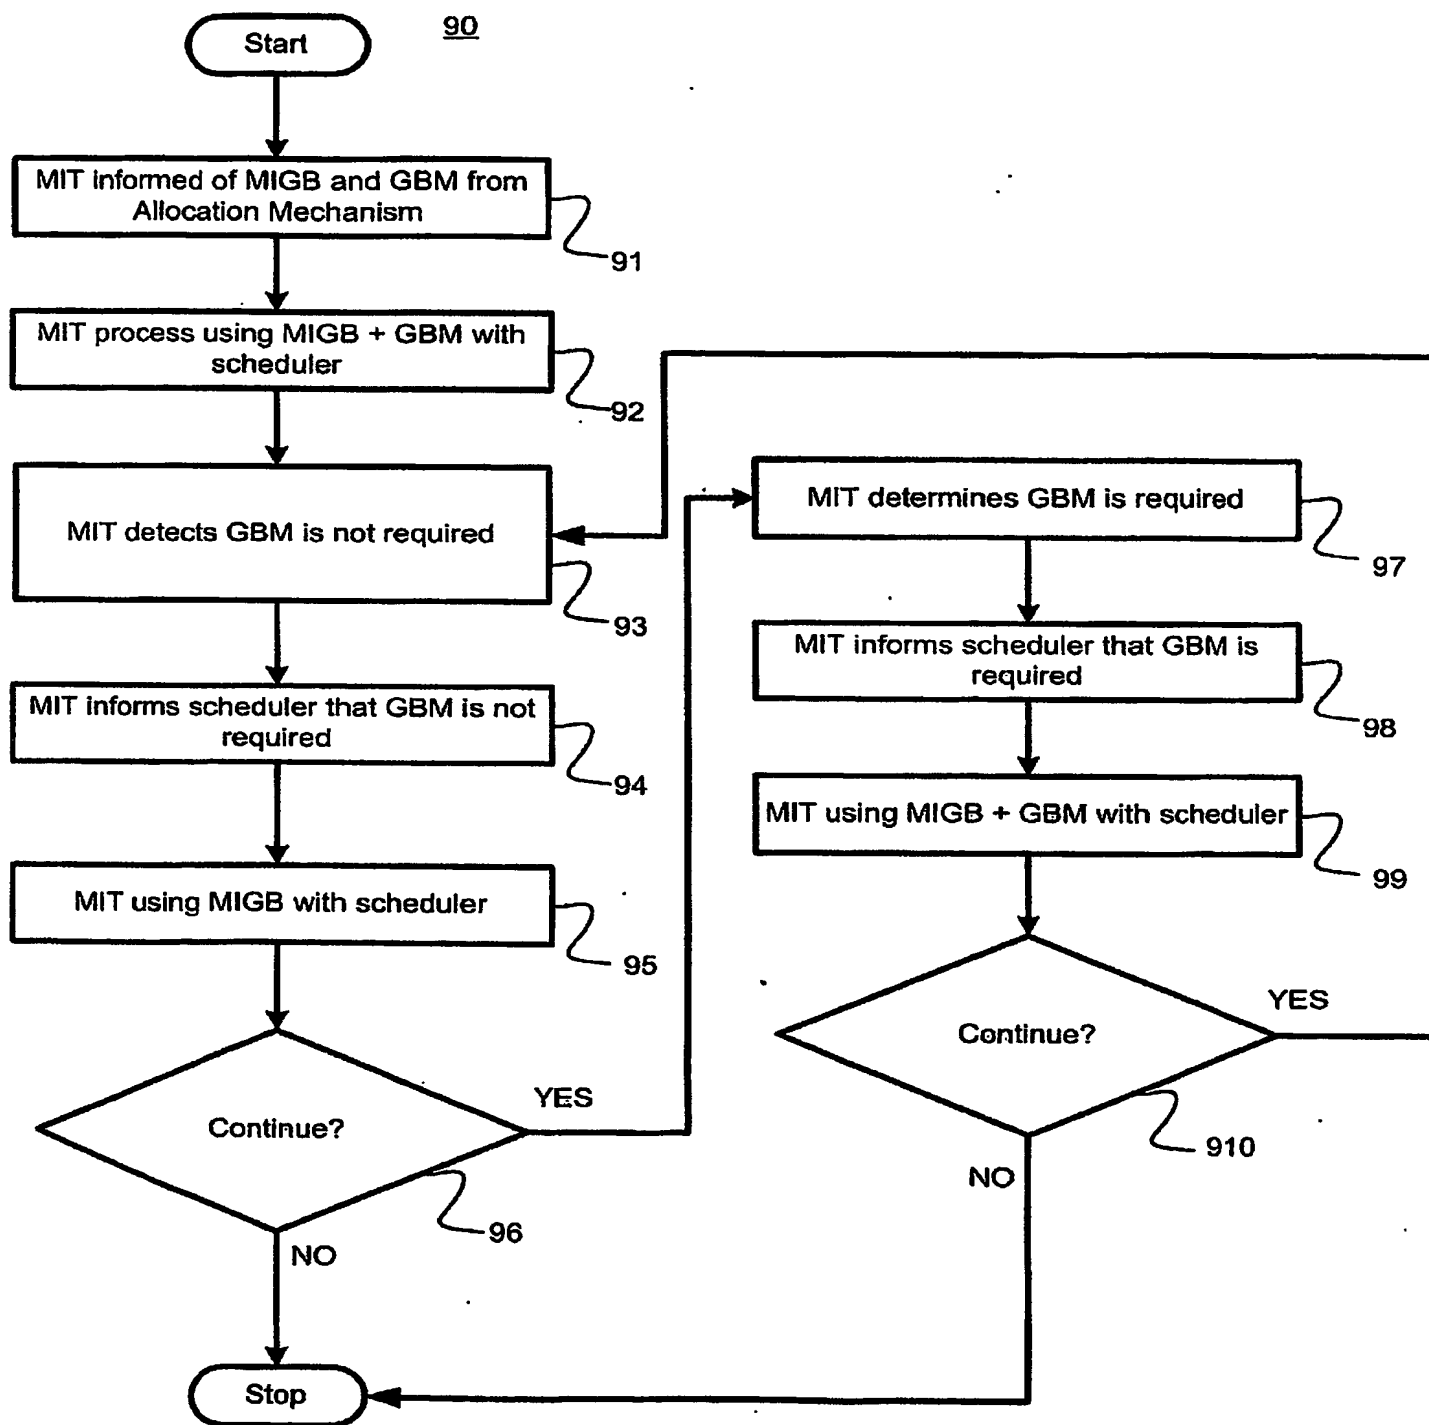 90
Start
MIT informed of MIGB and GBM from
Allocation Mechanism
91
MIT process using MIGB + GBM with
scheduler
92
MIT detects GBM is not required
93
MIT informs scheduler that GBM is not
required
94
MIT using MIGB with scheduler
95
Continue?
YES
96
NO
Stop
MIT determines GBM is required
97
MIT informs scheduler that GBM is
required
98
MIT using MIGB + GBM with scheduler
99
Continue?
YES
910
NO